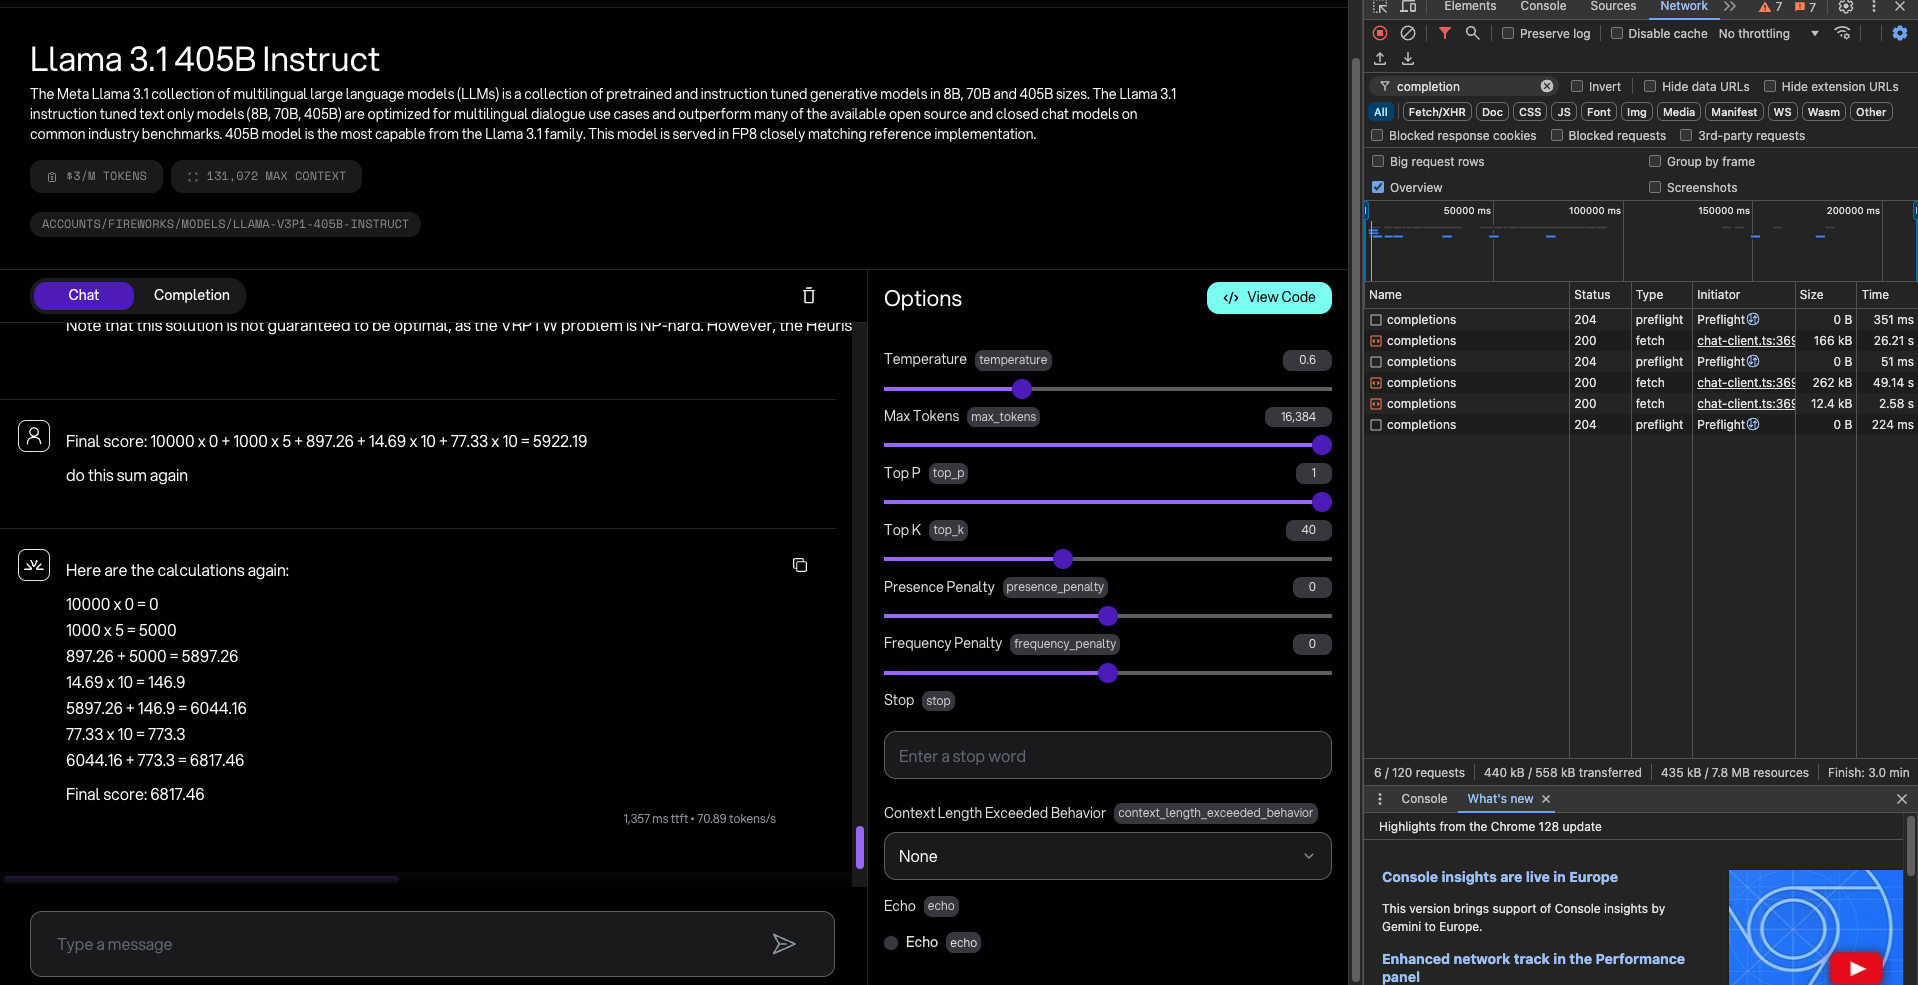 Llama 3.1 405B Instruct
The Meta Llama 3.1 collection of multilingual large language models (LLMs) is a collection of pretrained and instruction tuned generative models in 8B, 70B and 405B sizes. The Llama 3.1
instruction tuned text only models (8B, 70B, 405B) are optimized for multilingual dialogue use cases and outperform many of the available open source and closed chat models on
common industry benchmarks. 405B model is the most capable from the Llama 3.1 family. This model is served in FP8 closely matching reference implementation.
$3/M TOKENS
131,072 MAX CONTEXT
ACCOUNTS/FIREWORKS/MODELS/LLAMA-V3P1-405B-INSTRUCT
Chat Completion
Note that this solution is not guaranteed to be optimal, as the VRPTW problem is NP-hard. However, the Heuris
Final score: 10000 x 0 + 1000 x 5 + 897.26 + 14.69 x 10 + 77.33 x 10 = 5922.19
do this sum again
Here are the calculations again:
10000 x 0 = 0
1000 x 5 = 5000
897.26 + 5000 = 5897.26
14.69 x 10 = 146.9
5897.26 + 146.9 = 6044.16
77.33 x 10 = 773.3
6044.16 + 773.3 = 6817.46
Final score: 6817.46
1,357 ms ttft • 70.89 tokens/s
Type a message
Options
</> View Code
Temperature temperature 0.6
Max Tokens max_tokens 16,384
Top P top_p 1
Top K top_k 40
Presence Penalty presence_penalty 0
Frequency Penalty frequency_penalty 0
Stop stop
Enter a stop word
Context Length Exceeded Behavior context_length_exceeded_behavior
None
Echo echo
Echo echo
Elements Console Sources Network 7 7
Preserve log Disable cache No throttling
completion Invert Hide data URLs Hide extension URLs
All Fetch/XHR Doc CSS JS Font Img Media Manifest WS Wasm Other
Blocked response cookies Blocked requests 3rd-party requests
Big request rows Group by frame
Overview Screenshots
50000 ms 100000 ms 150000 ms 200000 ms
Name Status Type Initiator Size Time
completions 204 preflight Preflight 0 B 351 ms
completions 200 fetch chat-client.ts:369 166 kB 26.21 s
completions 204 preflight Preflight 0 B 51 ms
completions 200 fetch chat-client.ts:369 262 kB 49.14 s
completions 200 fetch chat-client.ts:369 12.4 kB 2.58 s
completions 204 preflight Preflight 0 B 224 ms
6 / 120 requests 440 kB / 558 kB transferred 435 kB / 7.8 MB resources Finish: 3.0 min
Console What's new
Highlights from the Chrome 128 update
Console insights are live in Europe
This version brings support of Console insights by
Gemini to Europe.
Enhanced network track in the Performance
panel